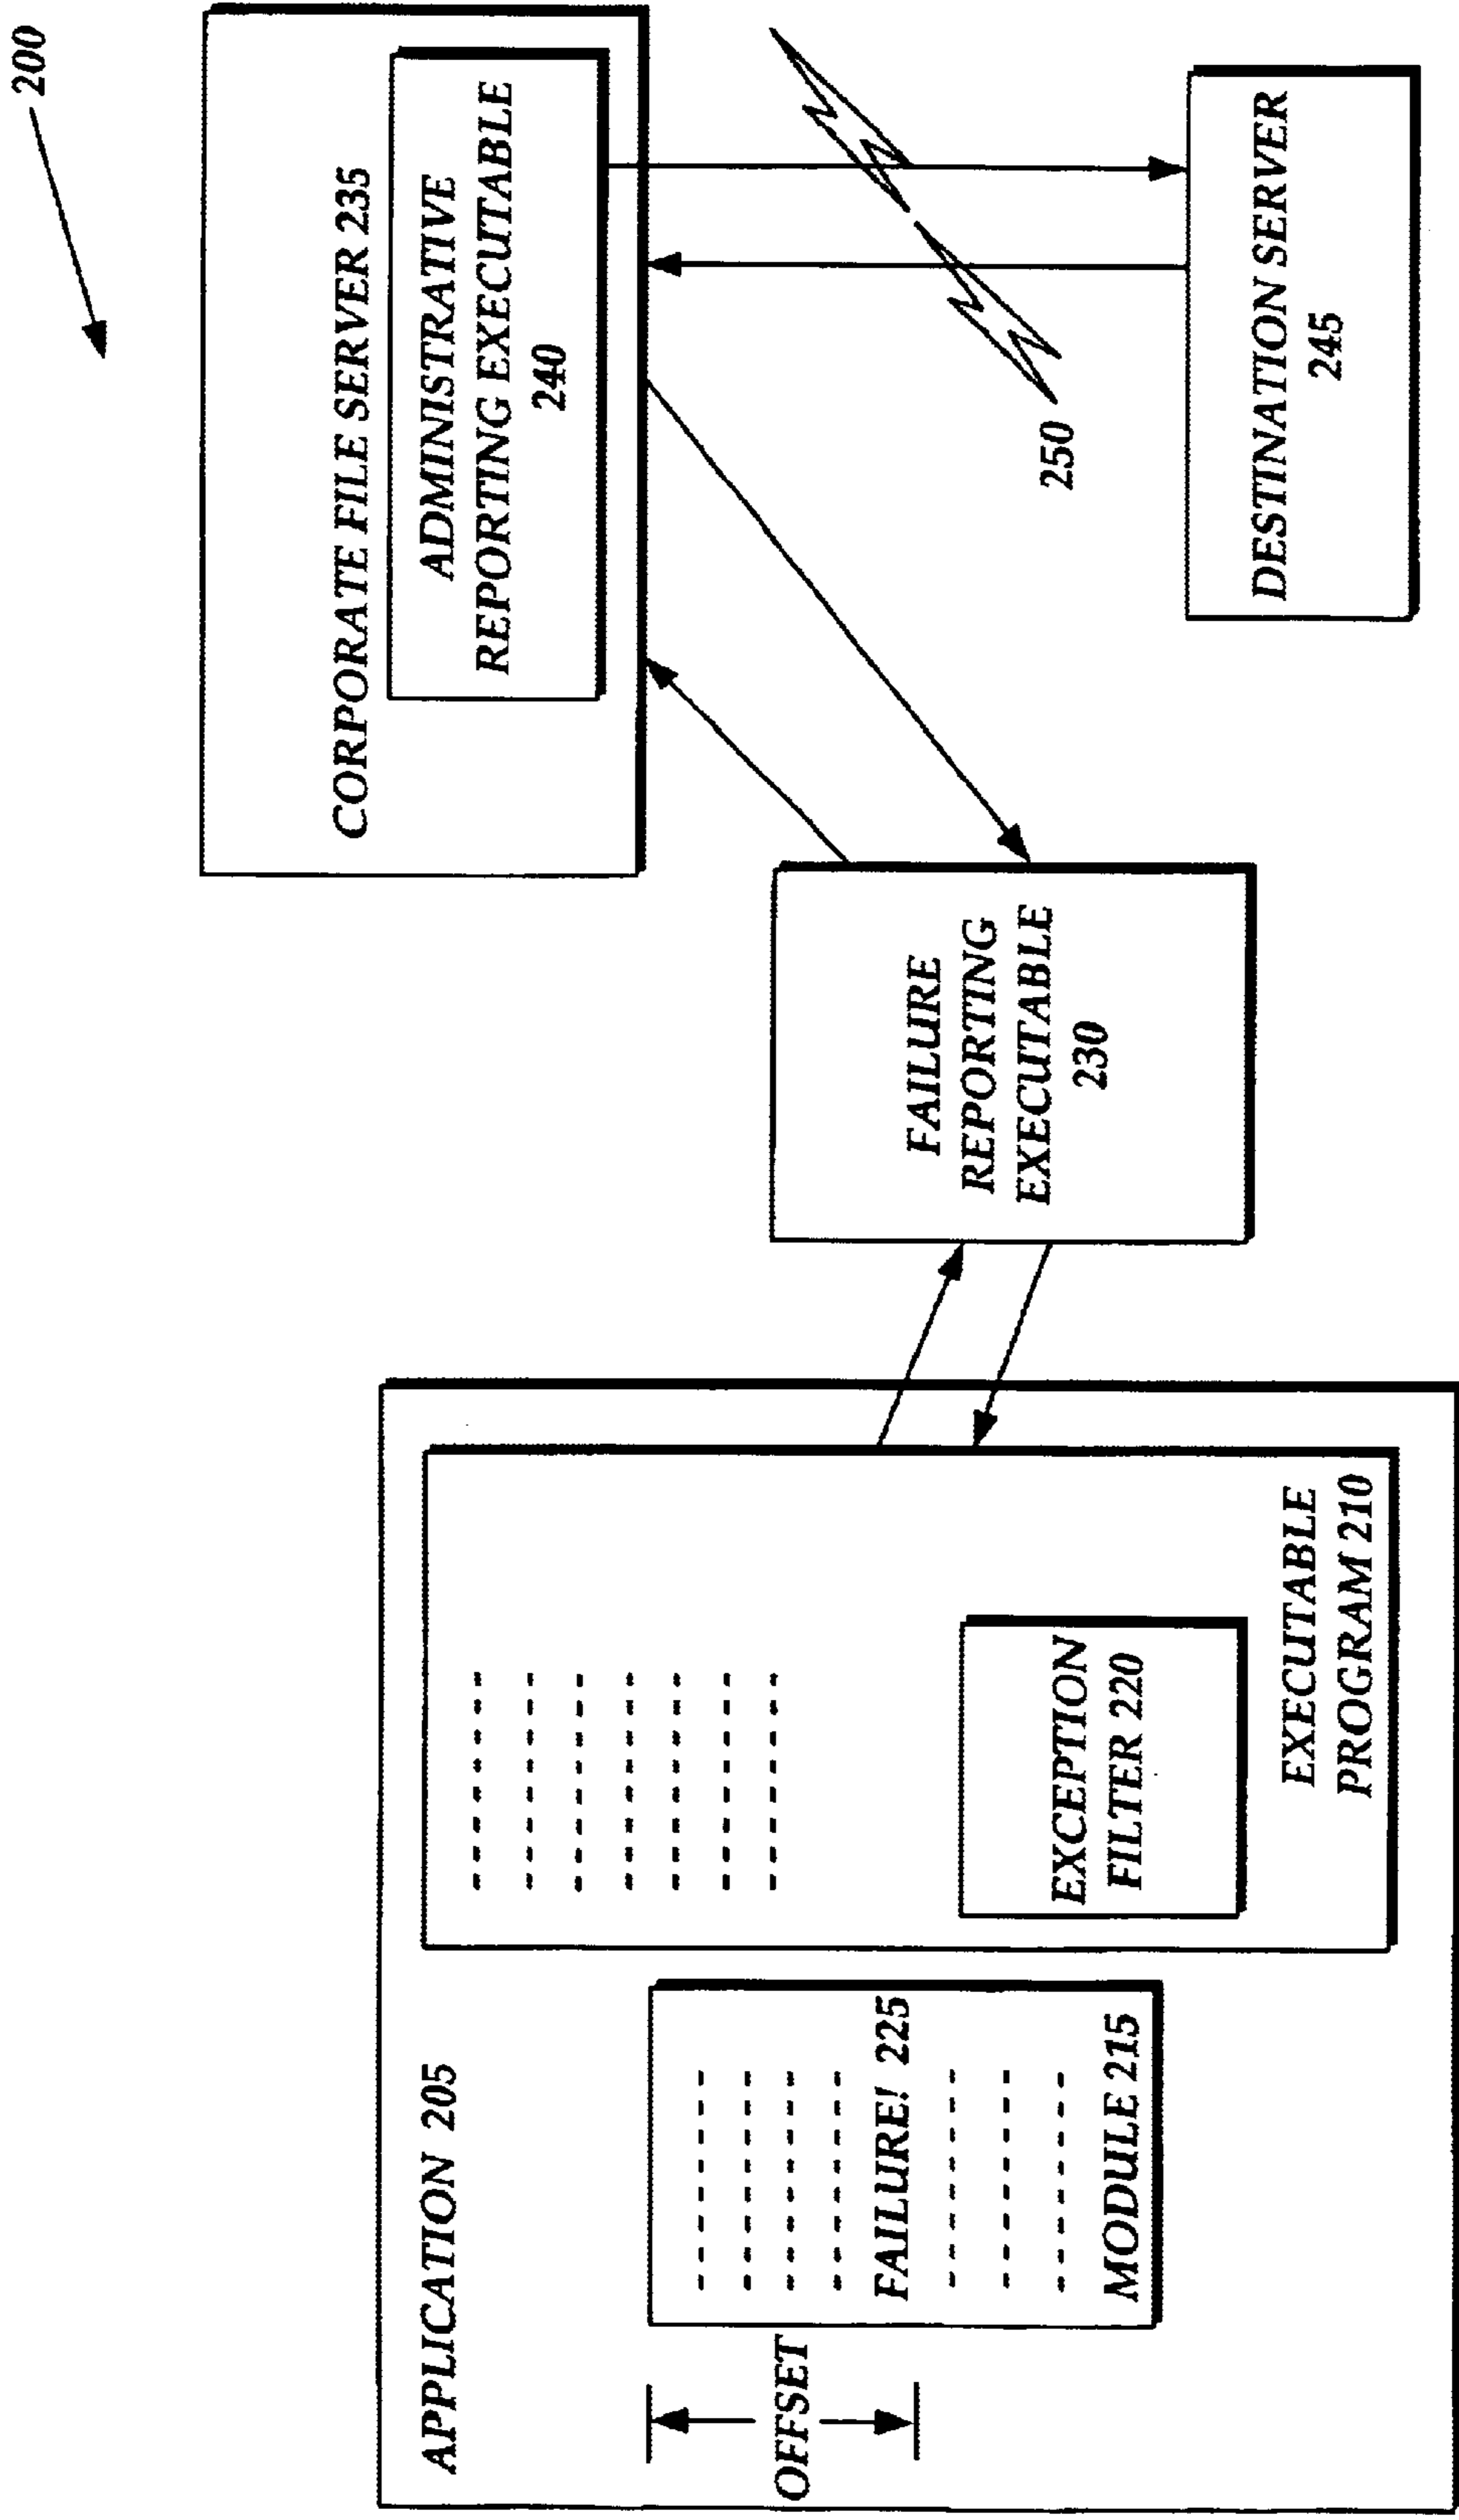 200
APPLICATION 205
OFFSET
FAILURE! 225
MODULE 215
EXCEPTION
FILTER 220
EXECUTABLE
PROGRAM 210
FAILURE
REPORTING
EXECUTABLE
230
CORPORATE FILE SERVER 235
ADMINISTRATIVE
REPORTING EXECUTABLE
240
250
DESTINATION SERVER
245